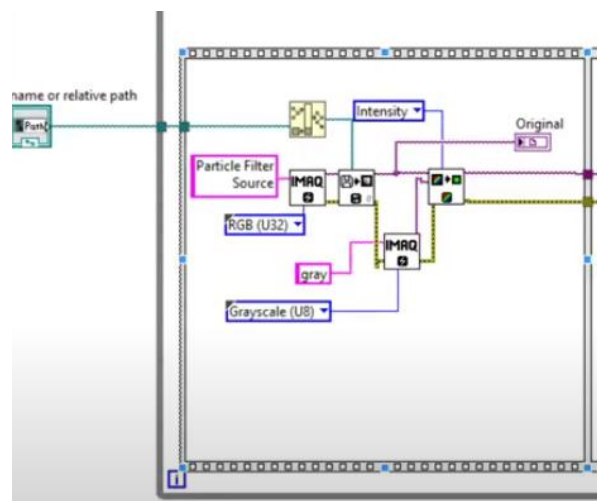 name or relative path
Path
Intensity
Original
Particle Filter
Source
IMAQ
RGB (U32)
IMAQ
gray
Grayscale (U8)
i